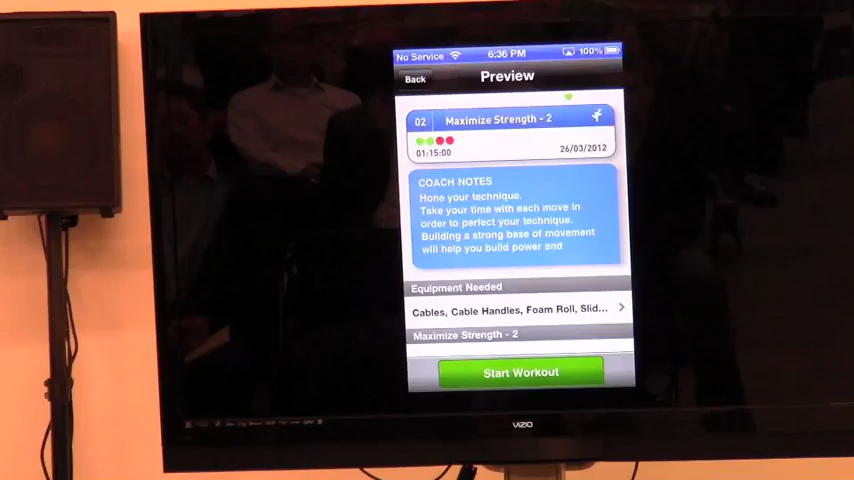 No Service 6:36 PM 100%
Back Preview
02 Maximize Strength - 2
01:15:00 26/03/2012
COACH NOTES
Hone your technique.
Take your time with each move in
order to perfect your technique.
Building a strong base of movement
will help you build power and
Equipment Needed
Cables, Cable Handles, Foam Roll, Slid...
Maximize Strength - 2
Start Workout
VIZIO